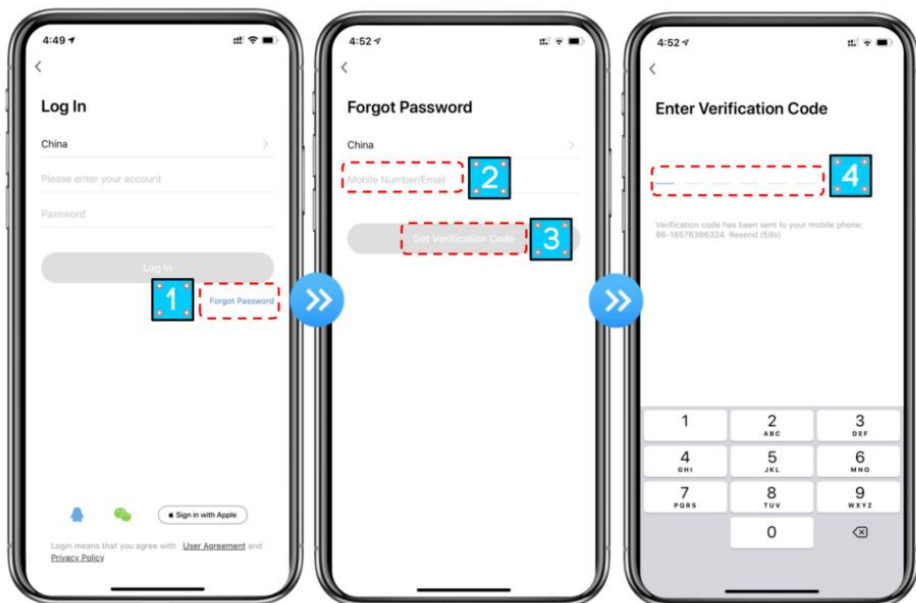 4:49
Log In
China
Please enter your account
Password
Log In
1
Forgot Password
Sign in with Apple
Login means that you agree with User Agreement and
Privacy Policy
4:52
Forgot Password
China
Mobile Number/Email
2
Get Verification Code
3
4:52
Enter Verification Code
4
Verification code has been sent to your mobile phone:
86-18576386324 Resend (59s)
1
2
ABC
3
DEF
4
GHI
5
JKL
6
MNO
7
PQRS
8
TUV
9
WXYZ
0